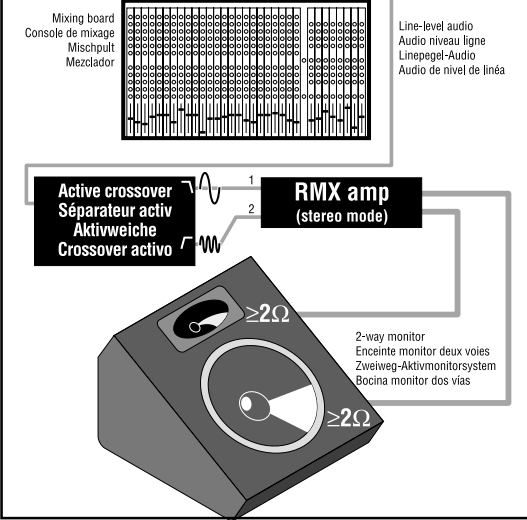 Mixing board
Console de mixage
Mischpult
Mezclador
Line-level audio
Audio niveau ligne
Linepegel-Audio
Audio de nivel de linéa
Active crossover
Séparateur activ
Aktivweiche
Crossover activo
1
2
RMX amp
(stereo mode)
≥2Ω
2-way monitor
Enceinte monitor deux voies
Zweiweg-Aktivmonitorsystem
Bocina monitor dos vías
≥2Ω